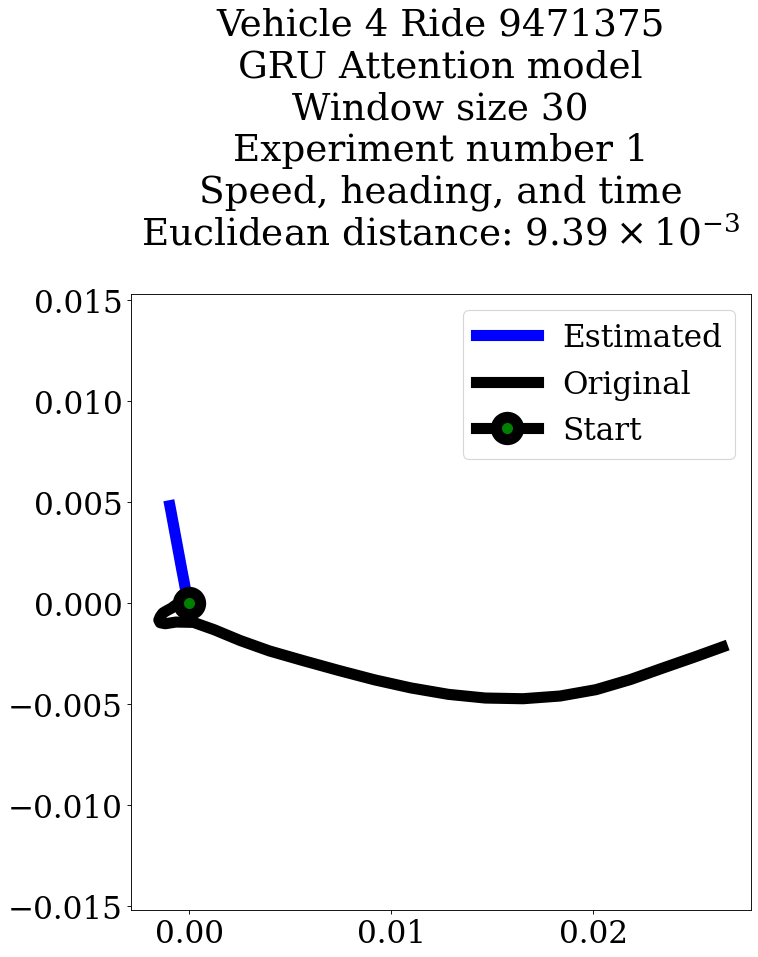 Vehicle 4 Ride 9471375
GRU Attention model
Window size 30
Experiment number 1
Speed, heading, and time
Euclidean distance: 9.39 × 10⁻³
0.015
Estimated
Original
0.010
Start
0.005
0.000
−0.005
−0.010
−0.015
0.00 0.01 0.02